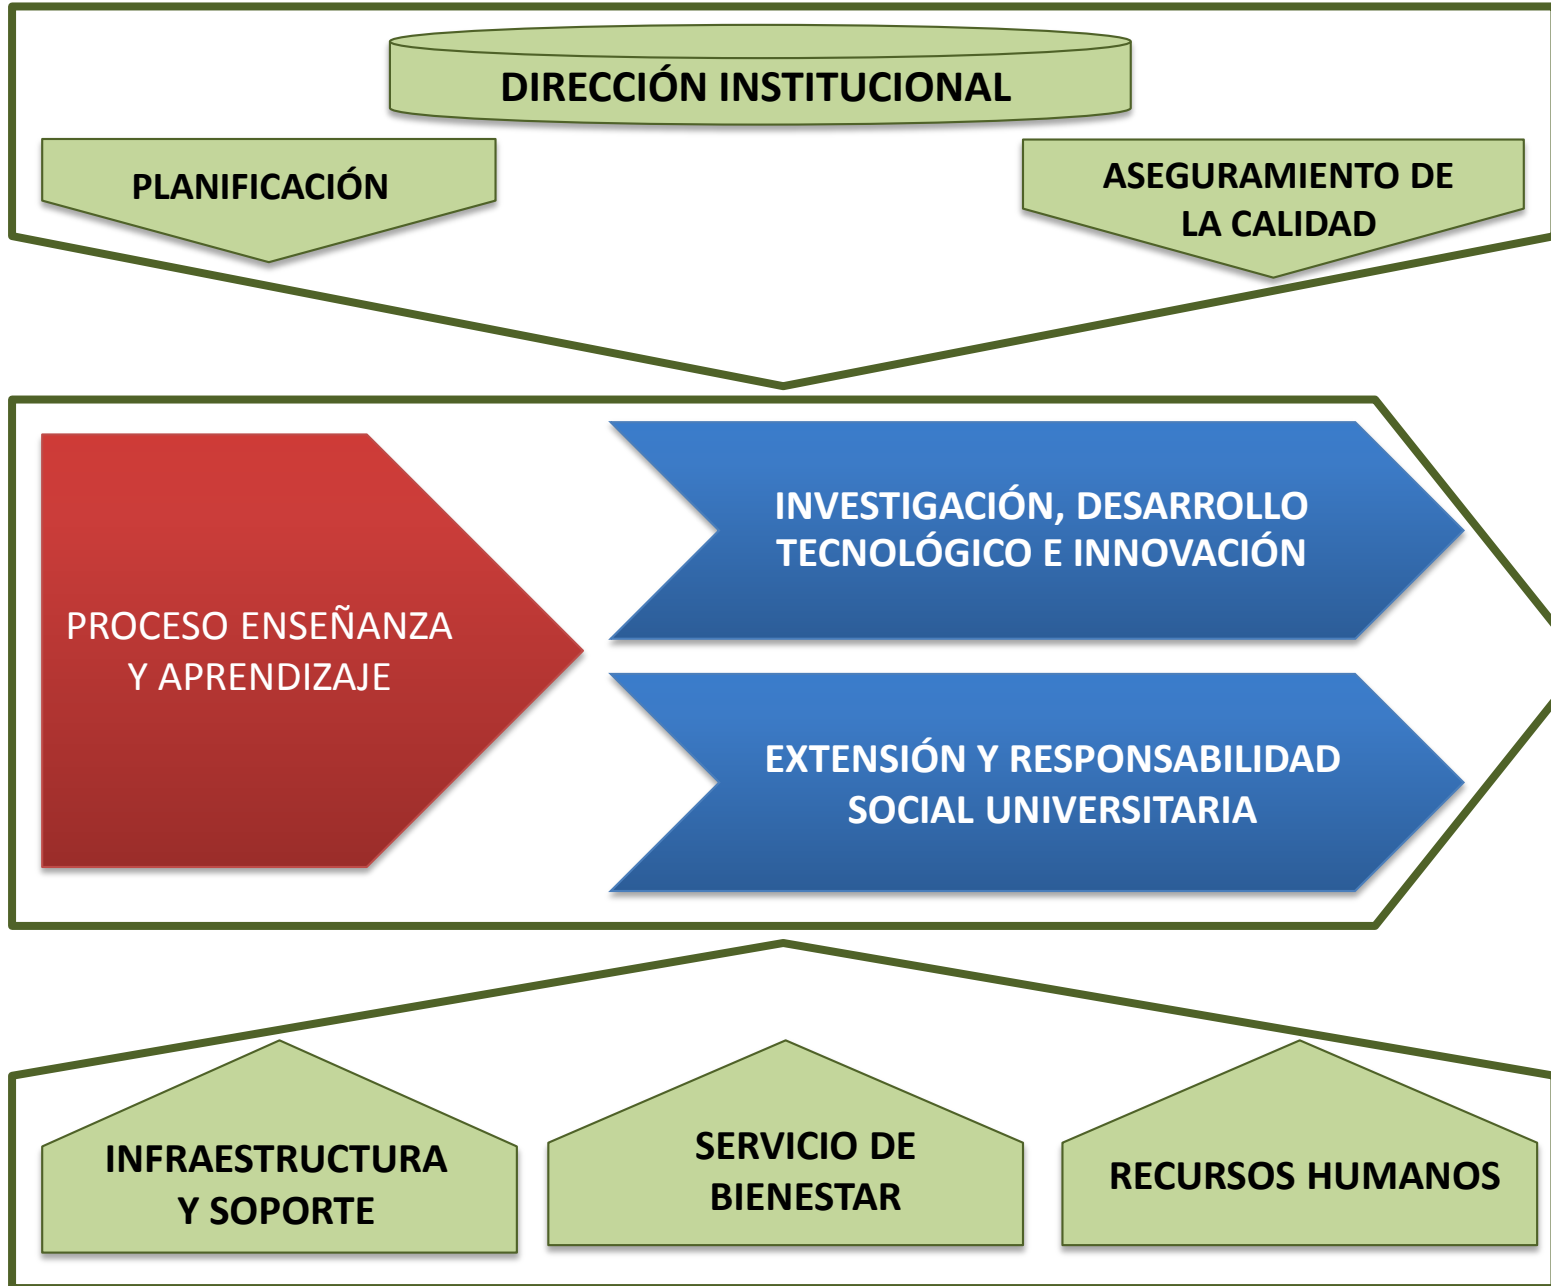 DIRECCIÓN INSTITUCIONAL
PLANIFICACIÓN
ASEGURAMIENTO DE
LA CALIDAD
PROCESO ENSEÑANZA
Y APRENDIZAJE
INVESTIGACIÓN, DESARROLLO
TECNOLÓGICO E INNOVACIÓN
EXTENSIÓN Y RESPONSABILIDAD
SOCIAL UNIVERSITARIA
INFRAESTRUCTURA
Y SOPORTE
SERVICIO DE
BIENESTAR
RECURSOS HUMANOS